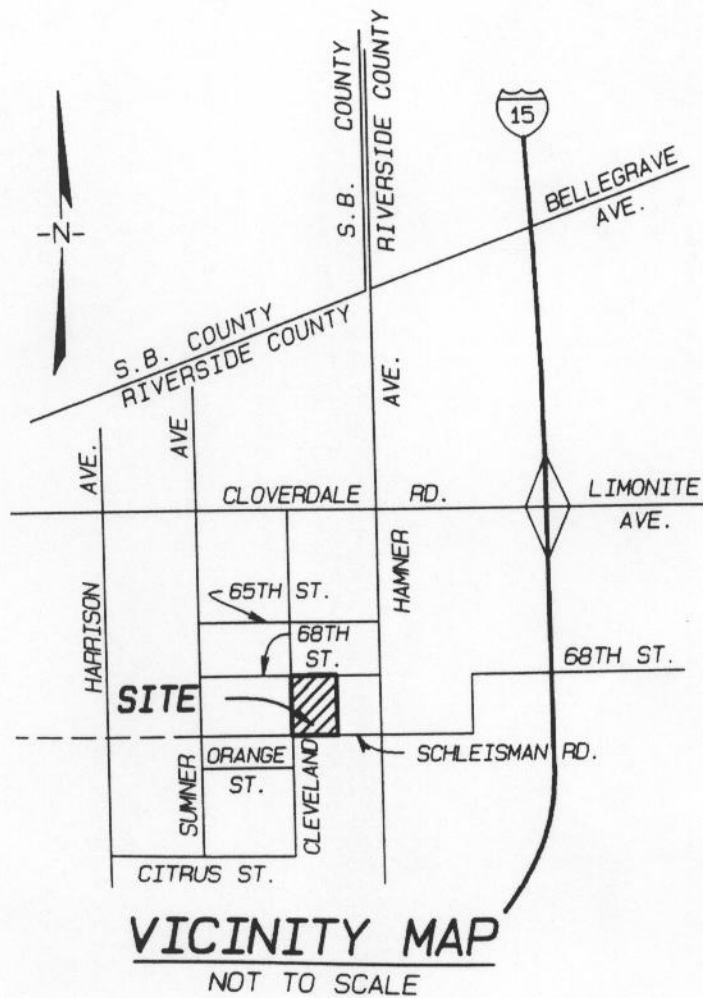 S.B. COUNTY
RIVERSIDE COUNTY
15
BELLEGRAVE
AVE.
-N-
S.B. COUNTY
RIVERSIDE COUNTY
AVE.
AVE
AVE.
CLOVERDALE RD.
LIMONITE
AVE.
HARRISON
65TH ST.
HAMNER
68TH
ST.
68TH ST.
SITE
SCHLEISMAN RD.
ORANGE
ST.
SUMNER
CLEVELAND
CITRUS ST.
VICINITY MAP
NOT TO SCALE